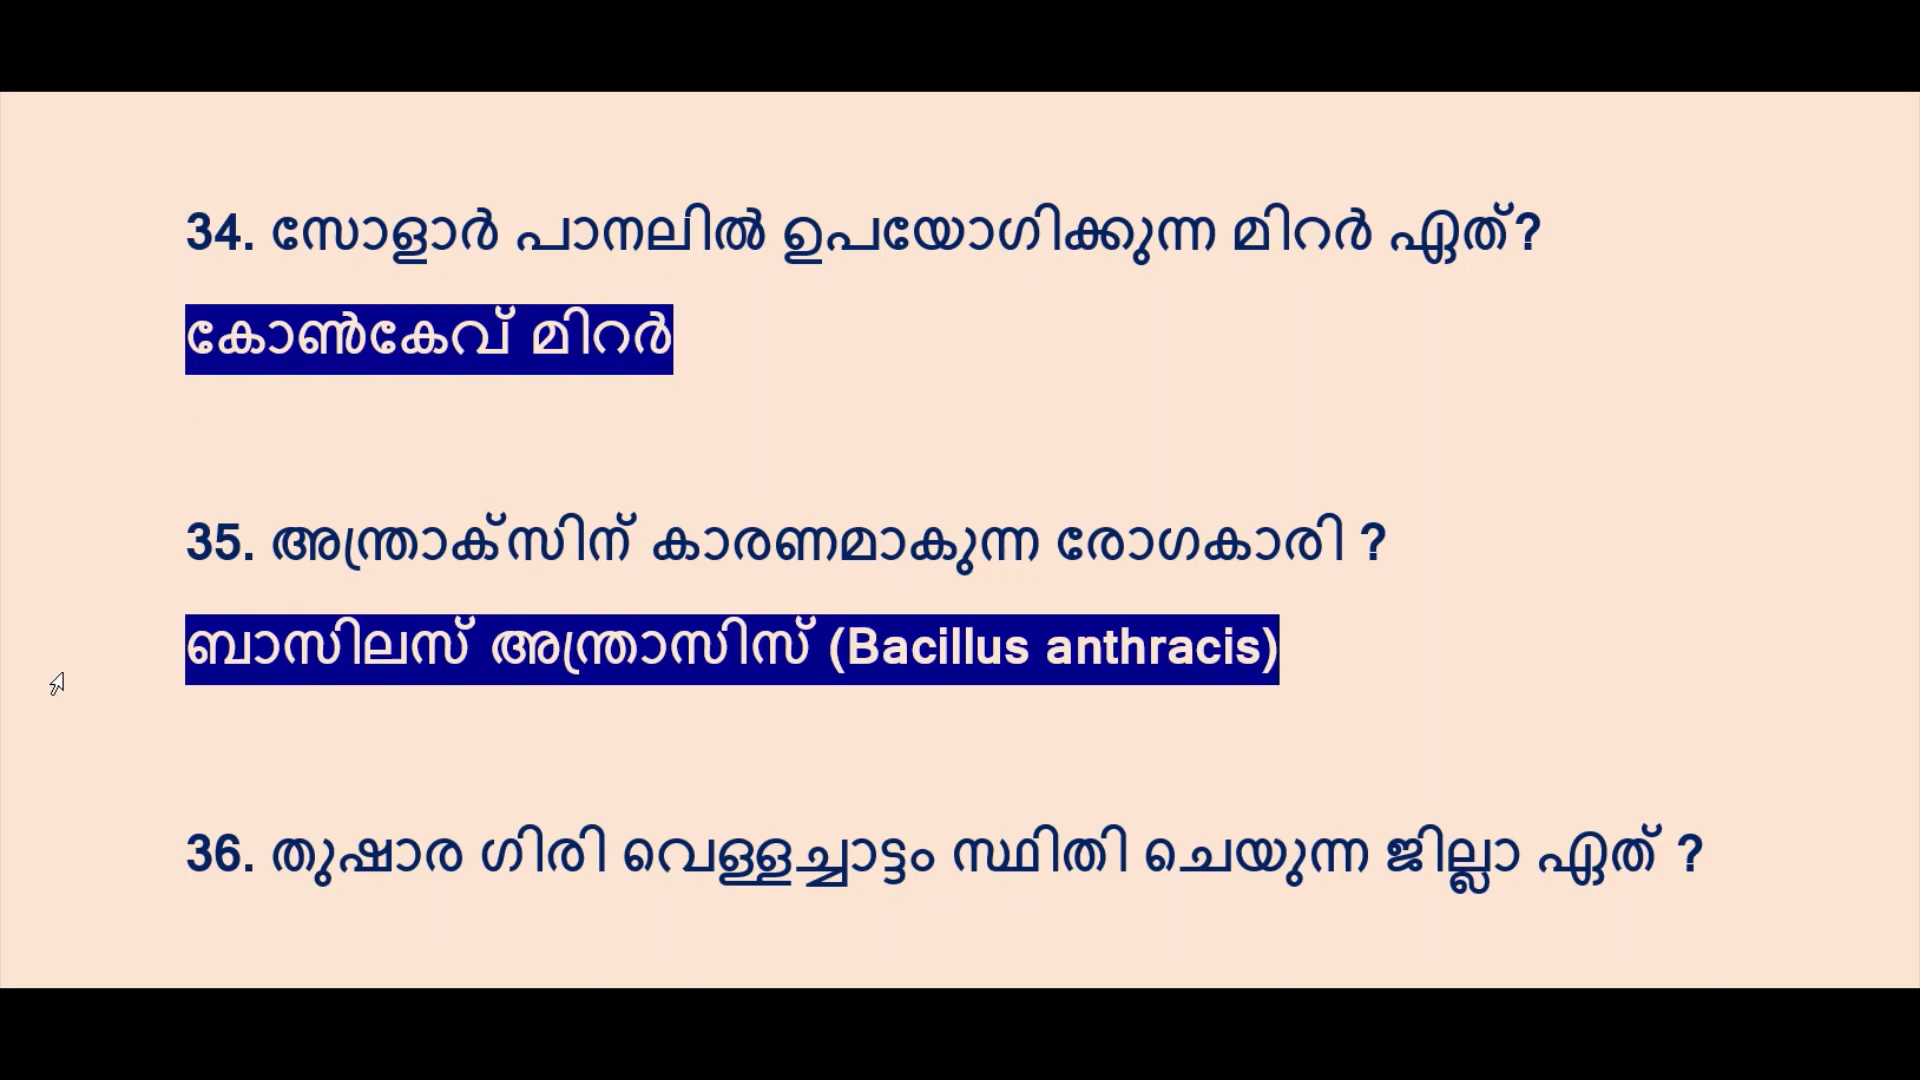 34. സോളാർ പാനലിൽ ഉപയോഗിക്കുന്ന മിറർ ഏത്?
കോൺകേവ് മിറർ
35. അന്ത്രാക്സിന് കാരണമാകുന്ന രോഗകാരി ?
ബാസിലസ് അന്ത്രാസിസ് (Bacillus anthracis)
36. തുഷാര ഗിരി വെള്ളച്ചാട്ടം സ്ഥിതി ചെയുന്ന ജില്ലാ ഏത് ?